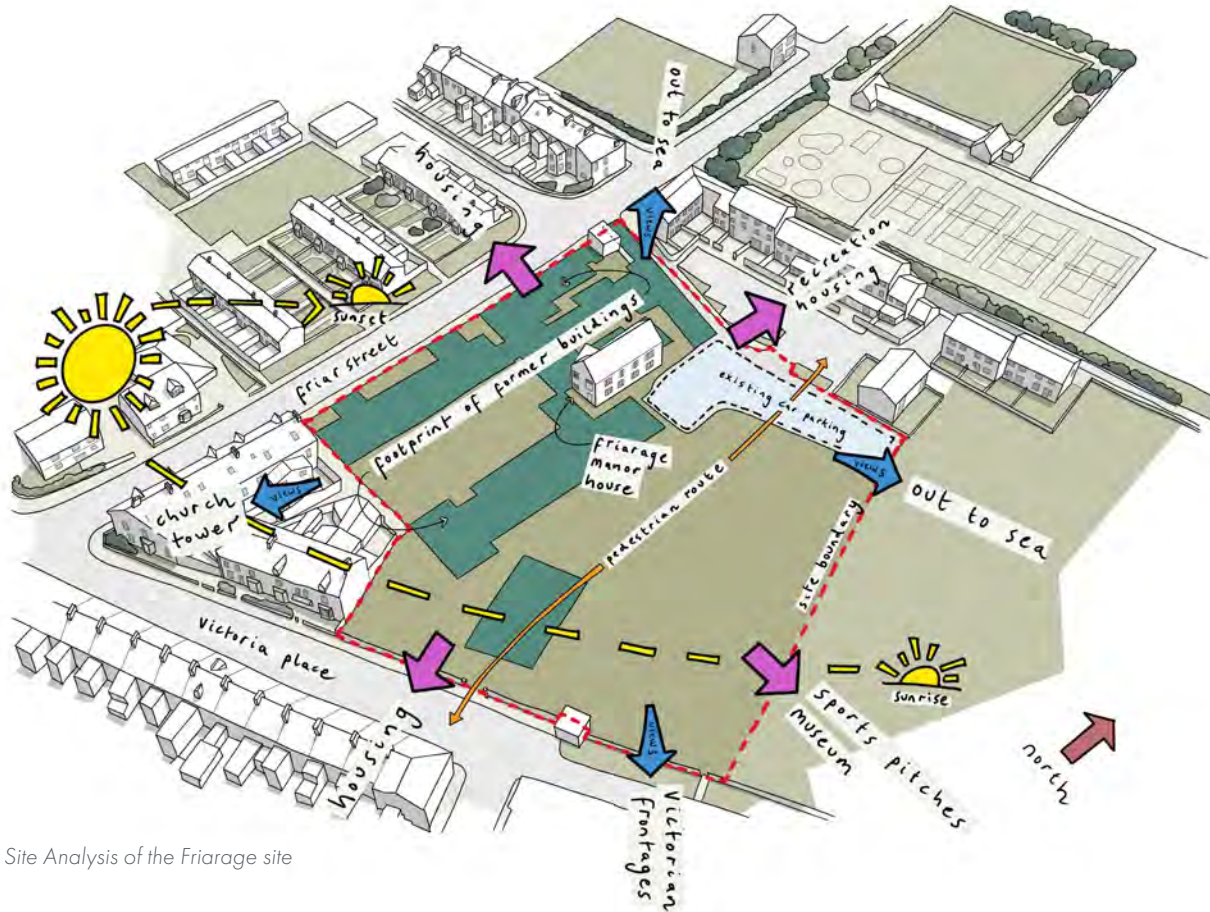 out to sea
views
housing
recreation
housing
sunset
friar street
footprint of former buildings
existing car parking
friarage
manor
house
views
out to sea
views
church
tower
pedestrian route
site boundary
victoria place
sunrise
housing
views
victorian
frontages
sports pitches
museum
north
Site Analysis of the Friarage site